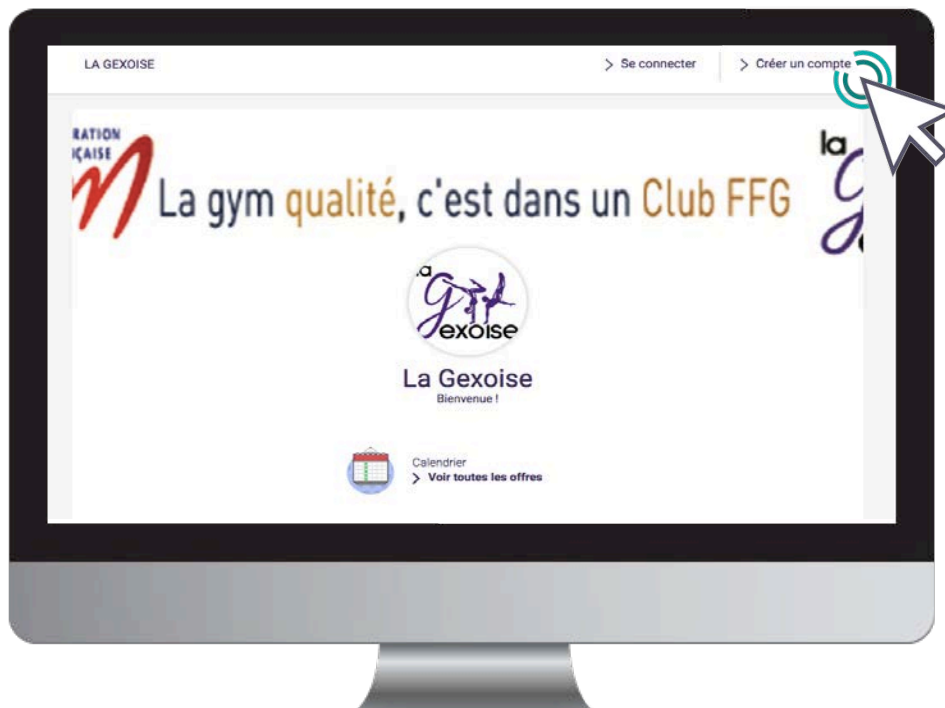 LA GEXOISE
> Se connecter
> Créer un compte
RATION
ÇAISE
La gym qualité, c'est dans un Club FFG
la
g
la
gexoise
La Gexoise
Bienvenue !
Calendrier
> Voir toutes les offres